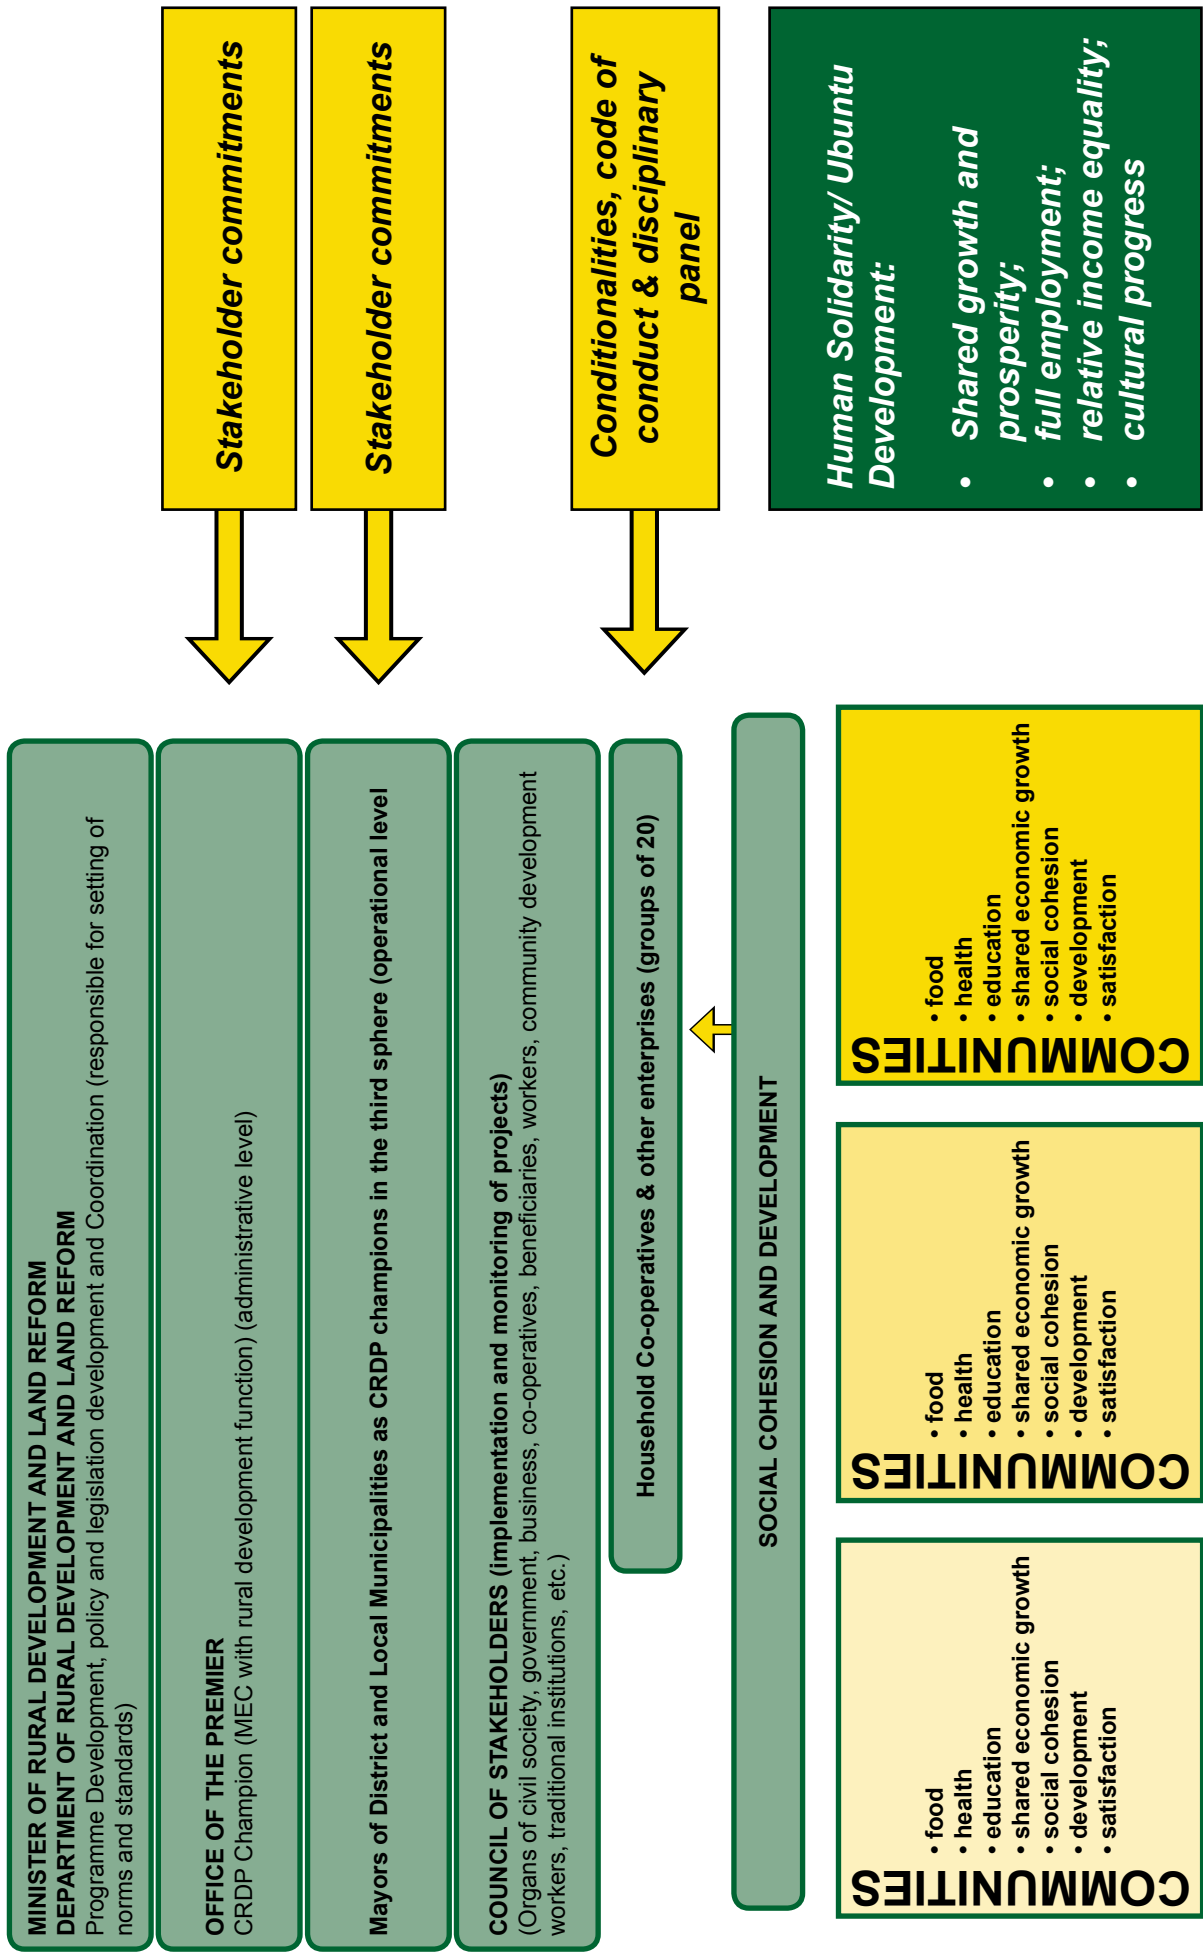 MINISTER OF RURAL DEVELOPMENT AND LAND REFORM
DEPARTMENT OF RURAL DEVELOPMENT AND LAND REFORM
Programme Development, policy and legislation development and Coordination (responsible for setting of
norms and standards)
OFFICE OF THE PREMIER
CRDP Champion (MEC with rural development function) (administrative level)
Stakeholder commitments
Mayors of District and Local Municipalities as CRDP champions in the third sphere (operational level
Stakeholder commitments
COUNCIL OF STAKEHOLDERS (implementation and monitoring of projects)
(Organs of civil society, government, business, co-operatives, beneficiaries, workers, community development
workers, traditional institutions, etc.)
Household Co-operatives & other enterprises (groups of 20)
Conditionalities, code of
conduct & disciplinary
panel
SOCIAL COHESION AND DEVELOPMENT
COMMUNITIES
• food
• health
• education
• shared economic growth
• social cohesion
• development
• satisfaction
COMMUNITIES
• food
• health
• education
• shared economic growth
• social cohesion
• development
• satisfaction
COMMUNITIES
• food
• health
• education
• shared economic growth
• social cohesion
• development
• satisfaction
Human Solidarity/ Ubuntu
Development:
• Shared growth and
prosperity;
• full employment;
• relative income equality;
• cultural progress